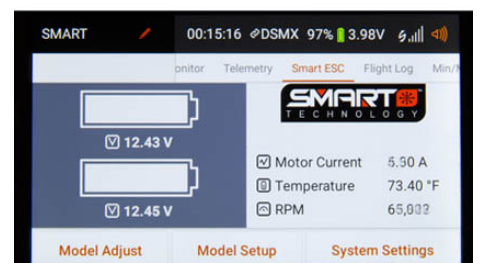 SMART 00:15:16 DSMX 97% 3.98V
onitor Telemetry Smart ESC Flight Log Min/
SMART
TECHNOLOGY
12.43 V
Motor Current A
Temperature 73.40 °F
12.45 V
RPM
Model Adjust Model Setup System Settings